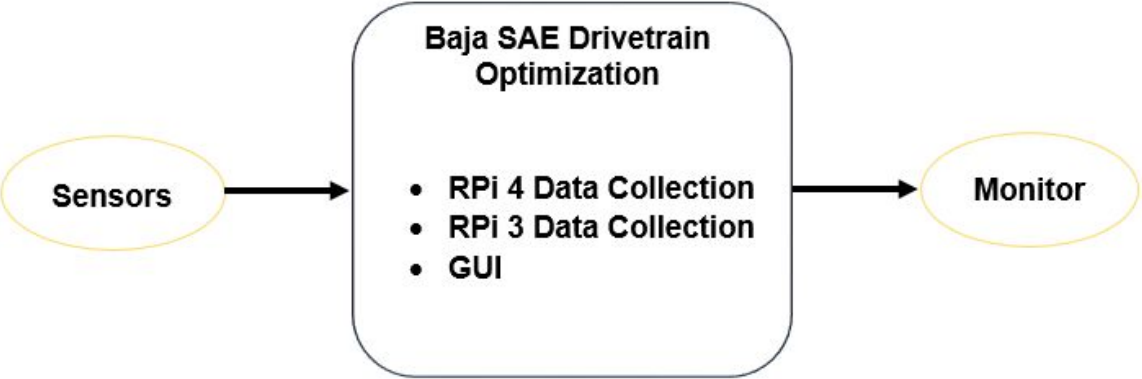 Baja SAE Drivetrain
Optimization
Sensors
• RPi 4 Data Collection
• RPi 3 Data Collection
• GUI
Monitor